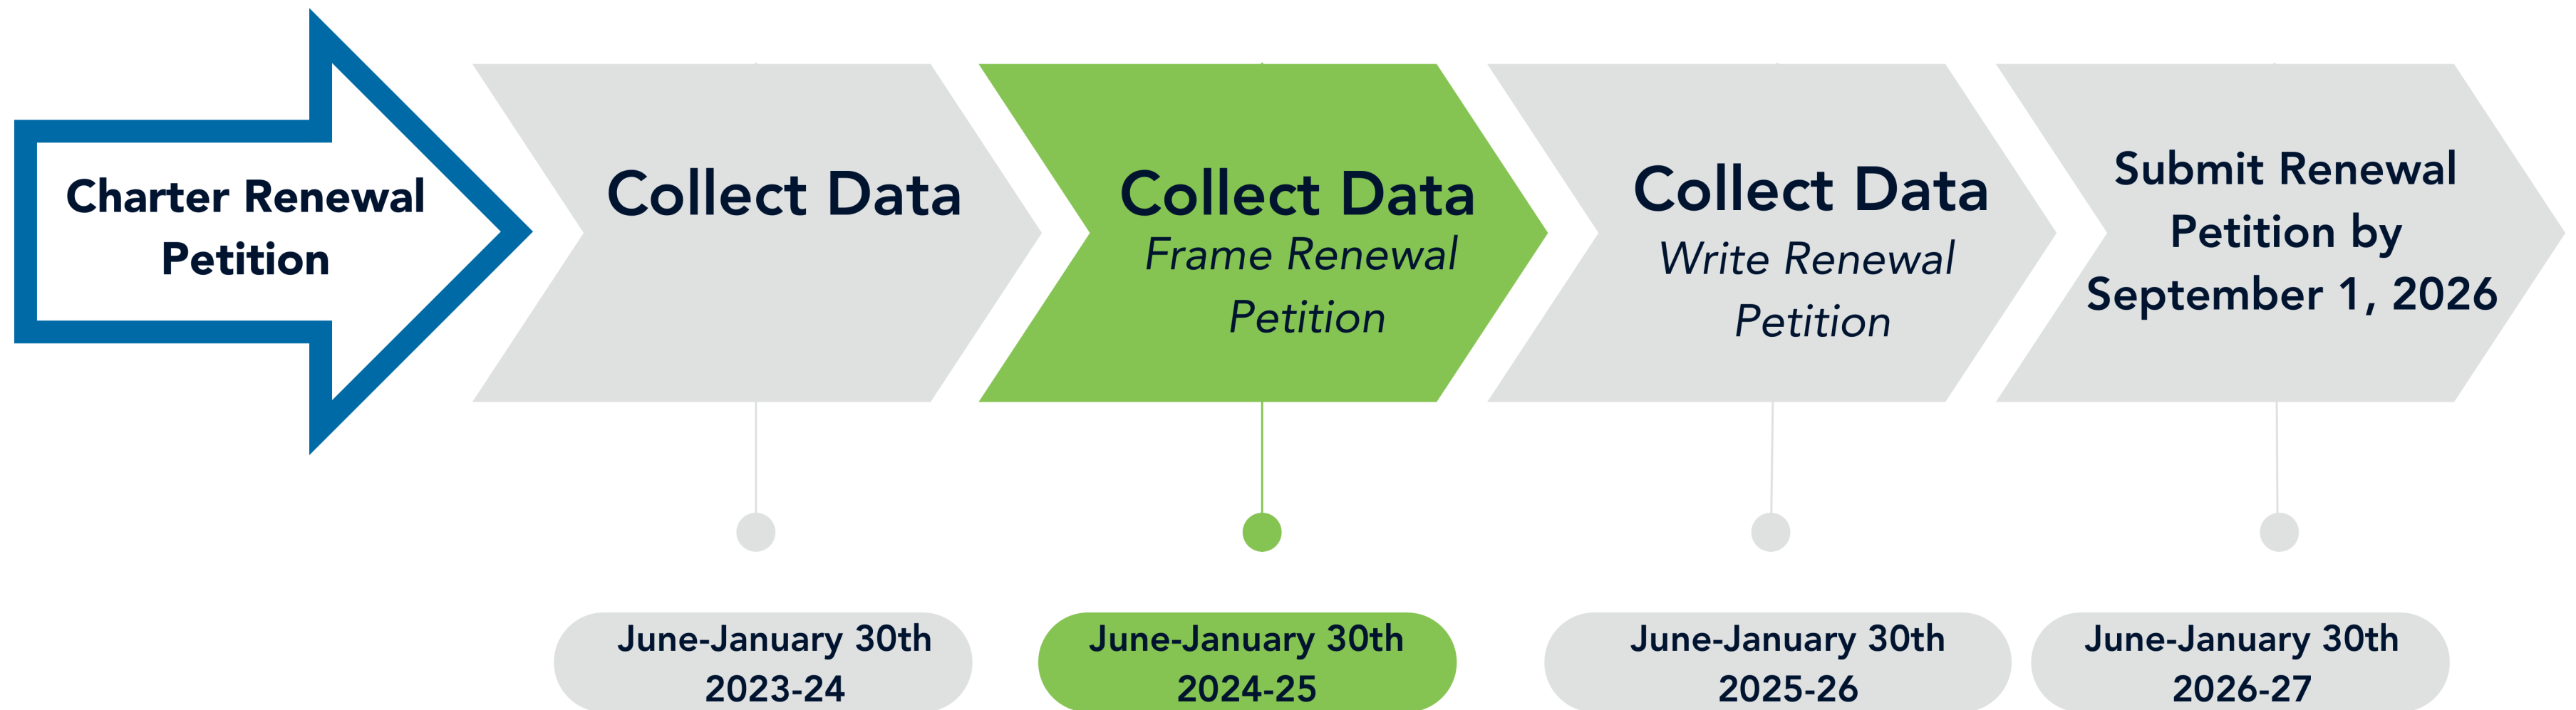 Charter Renewal
Petition
Collect Data
Collect Data
Frame Renewal
Petition
Collect Data
Write Renewal
Petition
Submit Renewal
Petition by
September 1, 2026
June-January 30th
2023-24
June-January 30th
2024-25
June-January 30th
2025-26
June-January 30th
2026-27